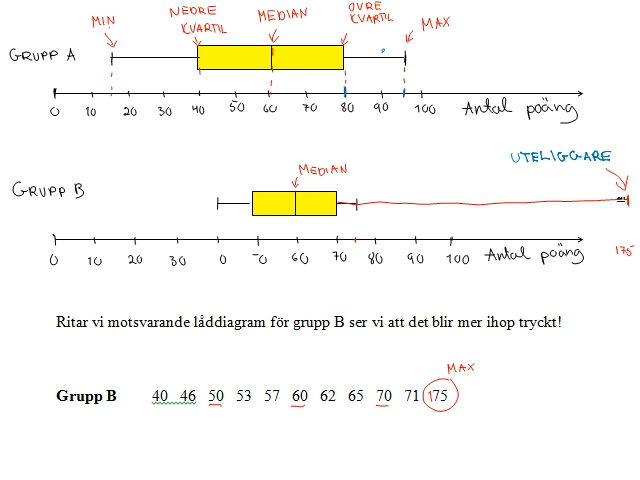 MIN
NEDRE KVARTIL
MEDIAN
ÖVRE KVARTIL
MAX
GRUPP A
0 10 20 30 40 50 60 70 80 90 100 Antal poäng
UTELIGGARE
MEDIAN
GRUPP B
175
0 10 20 30 0 50 60 70 80 90 100 Antal poäng
Ritar vi motsvarande låddiagram för grupp B ser vi att det blir mer ihop tryckt!
MAX
Grupp B 40 46 50 53 57 60 62 65 70 71 175